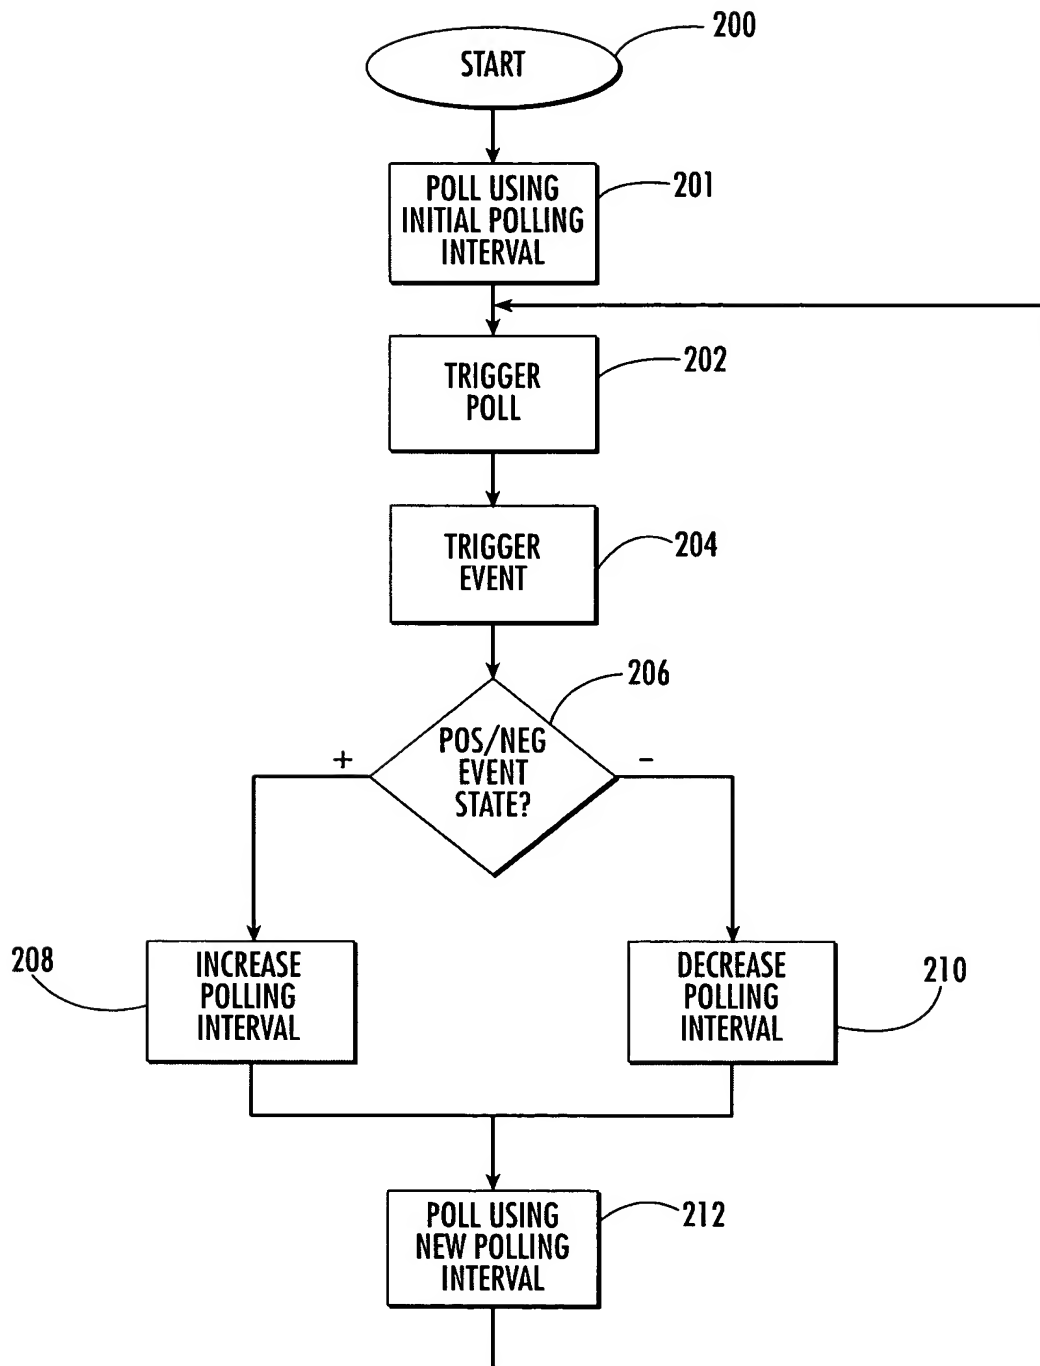 200
START
POLL USING
INITIAL POLLING
INTERVAL
201
TRIGGER
POLL
202
TRIGGER
EVENT
204
206
POS/NEG
EVENT
STATE?
+
-
208
INCREASE
POLLING
INTERVAL
DECREASE
POLLING
INTERVAL
210
POLL USING
NEW POLLING
INTERVAL
212